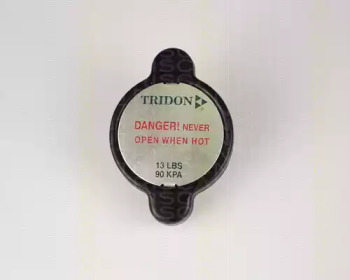 TRIDON
DANGER! NEVER
OPEN WHEN HOT
13 LBS
90 KPA